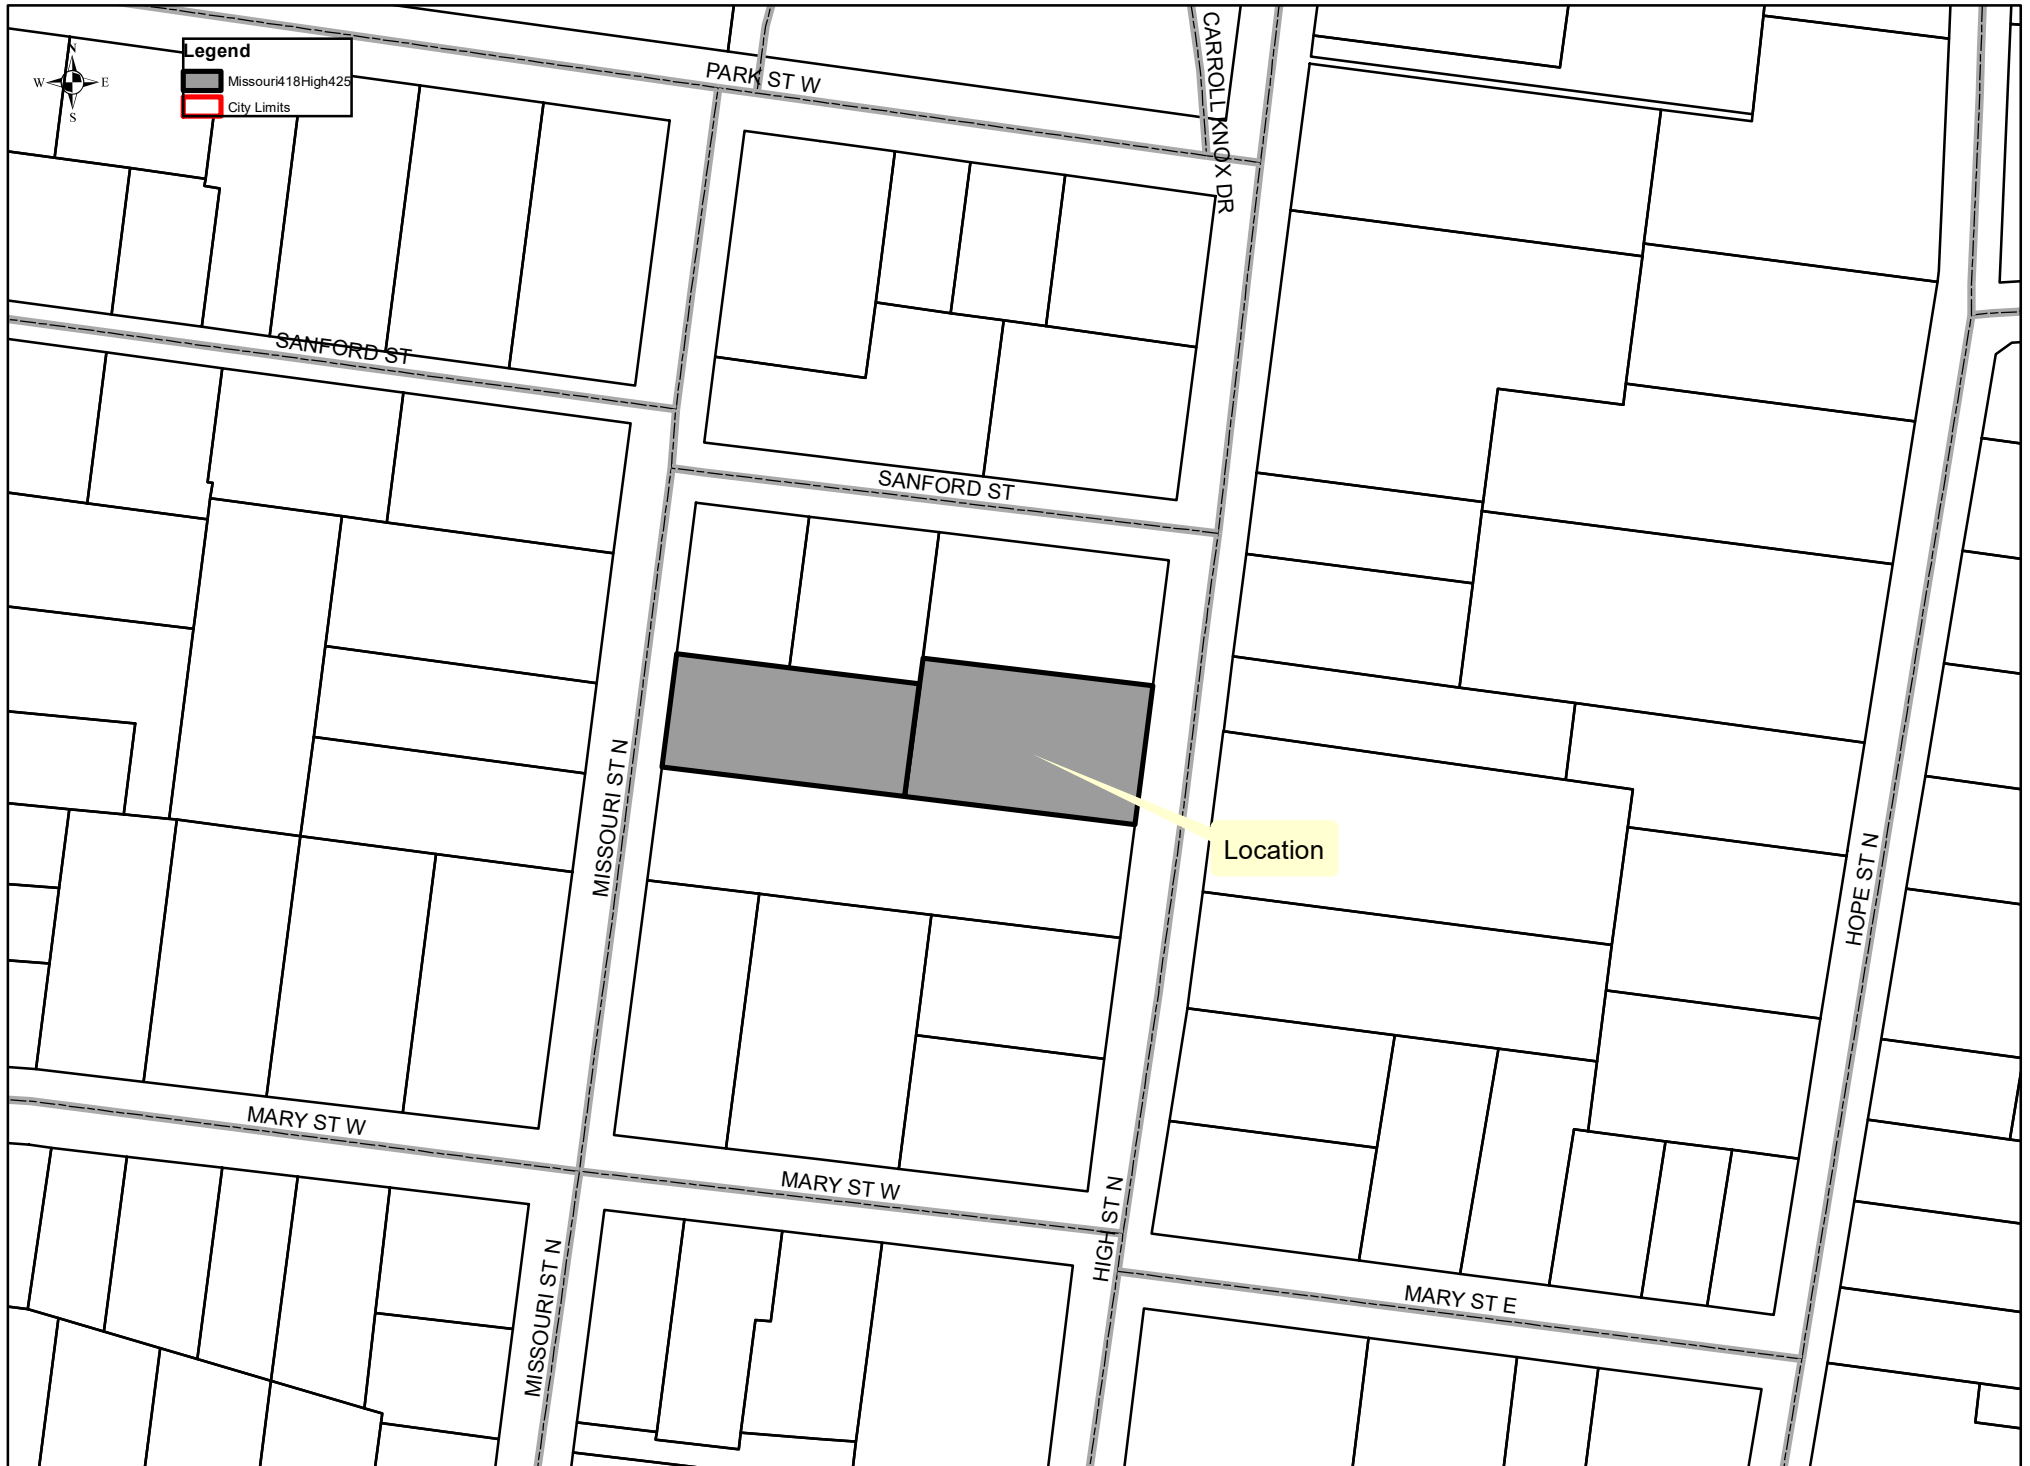 Legend
Missouri418High425
City Limits
N
W
E
S
PARK ST W
CARROLL KNOX DR
SANFORD ST
SANFORD ST
MISSOURI ST N
Location
HOPE ST N
MARY ST W
MARY ST W
HIGH ST N
MISSOURI ST N
MARY ST E